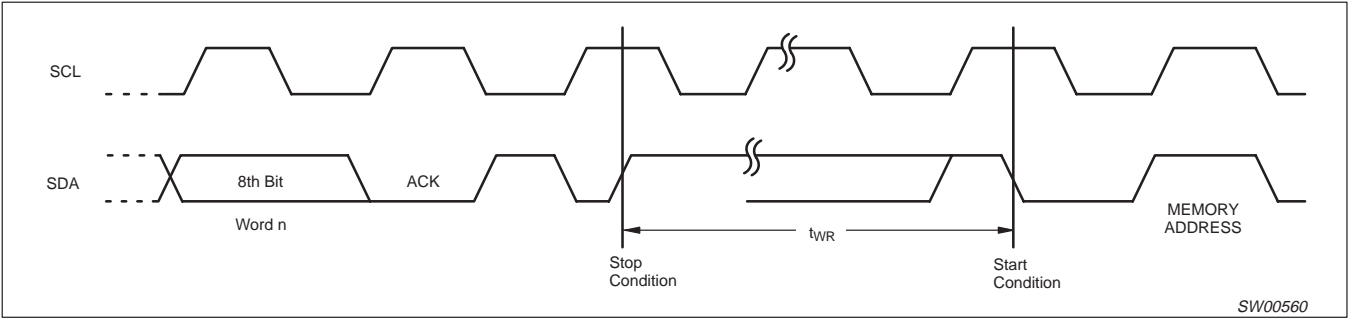 SCL
SDA
8th Bit
ACK
Word n
tWR
MEMORY
ADDRESS
Stop
Condition
Start
Condition
SW00560